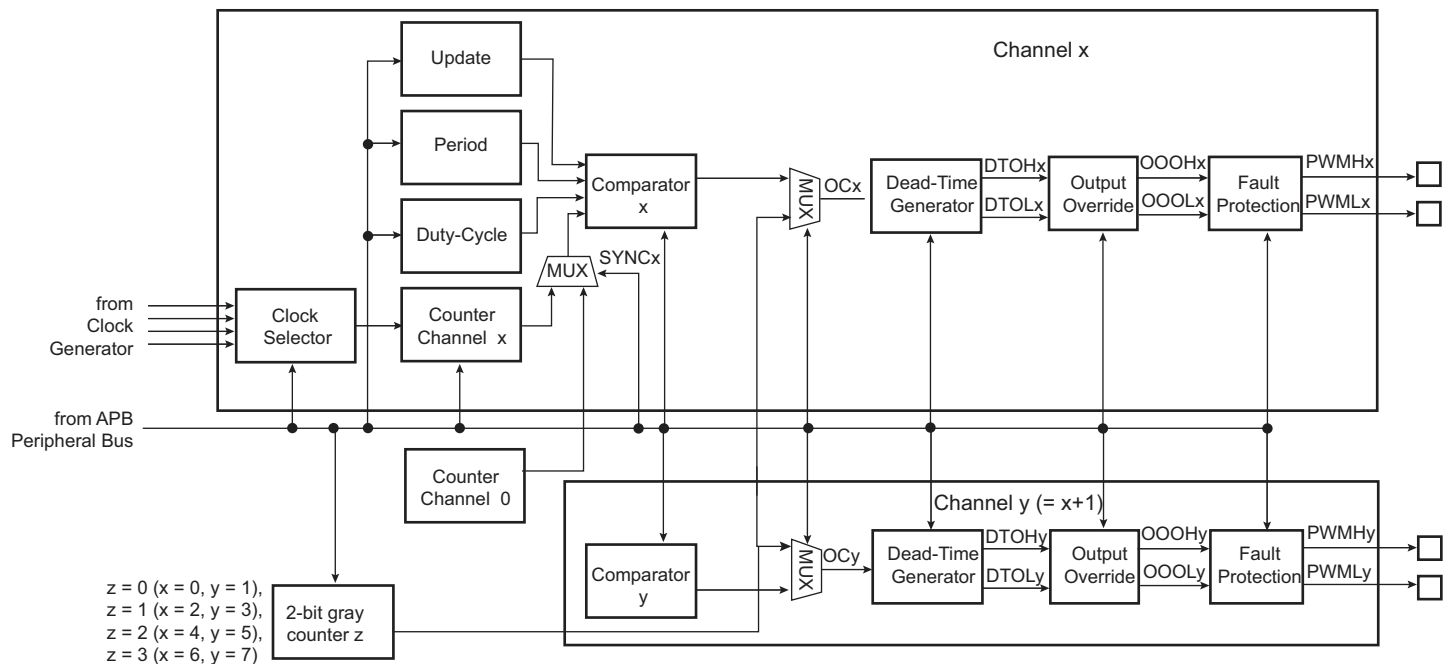 Channel x
Update
Period
Duty-Cycle
Comparator
x
MUX
SYNCx
from
Clock
Generator
Clock
Selector
Counter
Channel x
MUX
OCx
Dead-Time
Generator
DTOHx
DTOLx
Output
Override
OOOHx
OOOLx
Fault
Protection
PWMHx
PWMLx
from APB
Peripheral Bus
Counter
Channel 0
Channel y (= x+1)
Comparator
y
MUX
OCy
Dead-Time
Generator
DTOHy
DTOLy
Output
Override
OOOHy
OOOLy
Fault
Protection
PWMHy
PWMLy
z = 0 (x = 0, y = 1),
z = 1 (x = 2, y = 3),
z = 2 (x = 4, y = 5),
z = 3 (x = 6, y = 7)
2-bit gray
counter z